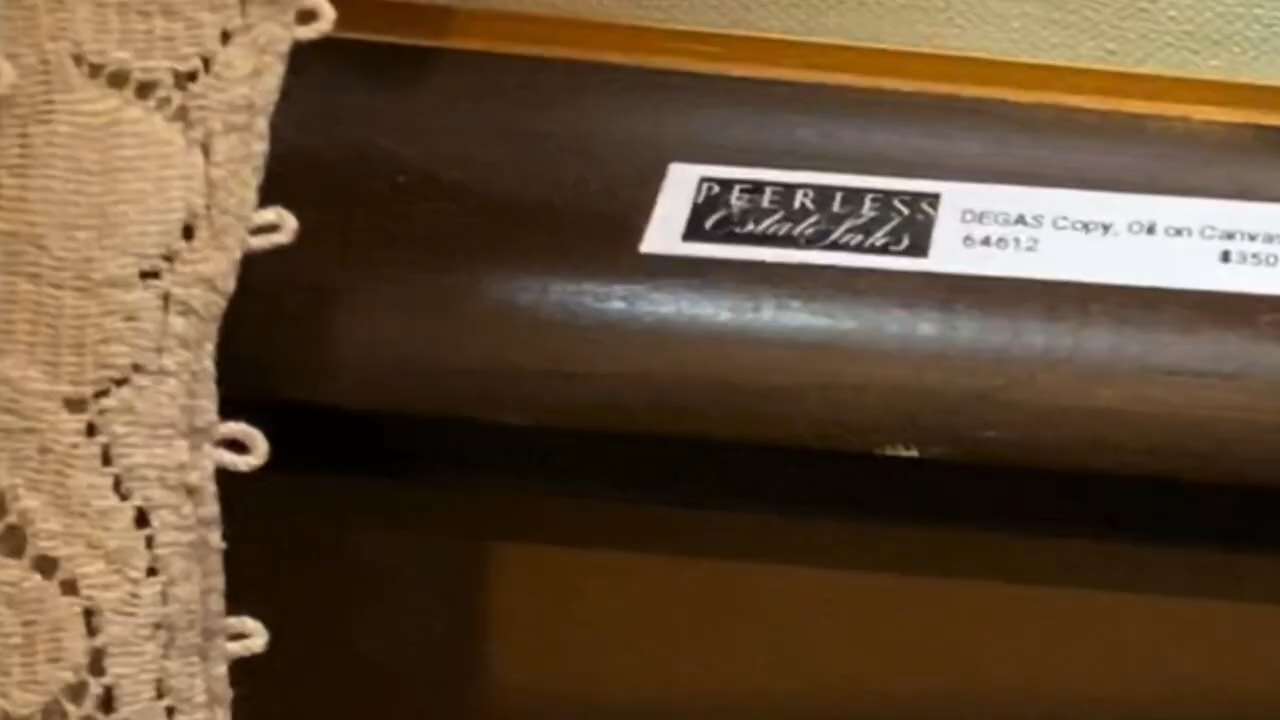 PEERLESS
Estate Sales
DEGAS Copy, Oil on Canvas
64612
$350